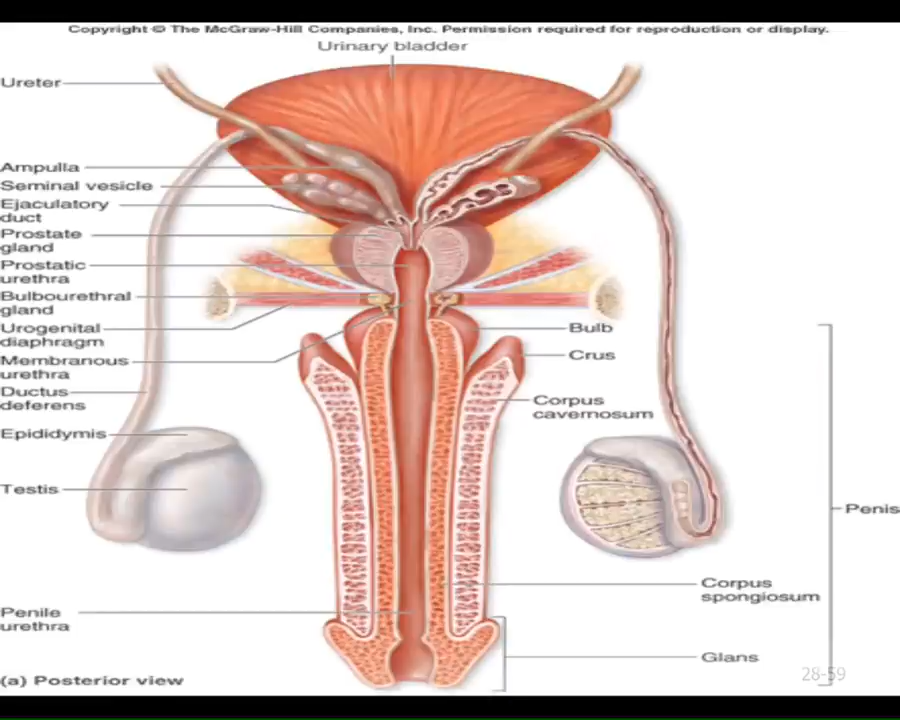 Copyright © The McGraw-Hill Companies, Inc. Permission required for reproduction or display.
Urinary bladder
Ureter
Ampulla
Seminal vesicle
Ejaculatory
duct
Prostate
gland
Prostatic
urethra
Bulbourethral
gland
Urogenital
diaphragm
Membranous
urethra
Ductus
deferens
Epididymis
Testis
Penile
urethra
(a) Posterior view
Bulb
Crus
Corpus
cavernosum
Penis
Corpus
spongiosum
Glans
28-59